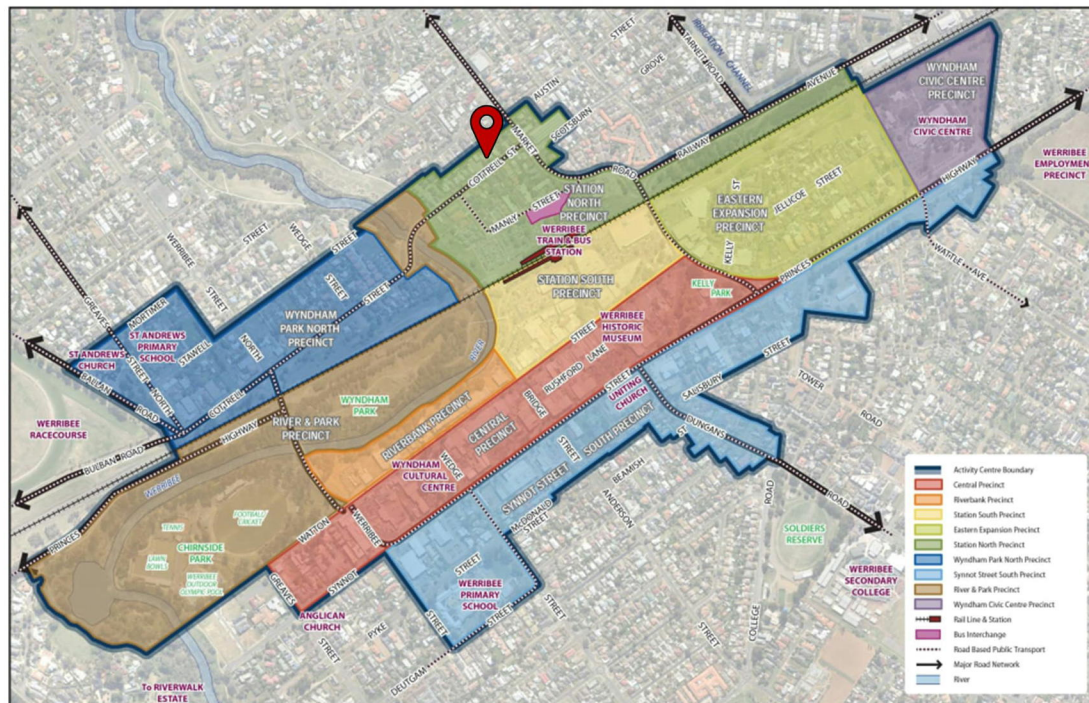 AUSTIN
STREET
GROVE
SCOTSBURN
MARKET
ROAD
TARNEIT ROAD
IRRIGATION CHANNEL
RAILWAY
AVENUE
WYNDHAM
CIVIC CENTRE
PRECINCT
WYNDHAM
CIVIC CENTRE
HIGHWAY
WERRIBEE
EMPLOYMENT
PRECINCT
COTTRELL ST
MANLY STREET
STATION
NORTH
PRECINCT
WERRIBEE
TRAIN & BUS
STATION
EASTERN
EXPANSION
PRECINCT
KELLY ST
JELLICOE STREET
PRINCES
WATTLE AVE
STATION SOUTH
PRECINCT
KELLY
PARK
WERRIBEE
HISTORIC
MUSEUM
STREET
RUSHFORD LANE
BRIDGE
STREET
WERRIBEE STREET
WEDGE STREET
MORTIMER
STAWELL STREET
GREAVES STREET NORTH
ST ANDREWS
PRIMARY
SCHOOL
ST ANDREWS
CHURCH
BALLAN ROAD
WYNDHAM
PARK NORTH
PRECINCT
COTTRELL STREET
NORTH
WERRIBEE
RACECOURSE
BULBAN ROAD
RIVER
WYNDHAM
PARK
RIVER & PARK
PRECINCT
HIGHWAY
WERRIBEE
PRINCES
RIVERBANK PRECINCT
CENTRAL
PRECINCT
WYNDHAM
CULTURAL
CENTRE
WEDGE
UNITING
CHURCH
SALISBURY STREET
DUNCANS ROAD
ST
TOWER ROAD
SYNNOT STREET SOUTH PRECINCT
STREET
MCDONALD STREET
BEAMISH
ANDERSON
FOOTBALL/
CRICKET
TENNIS
CHIRNSIDE
PARK
LAWN
BOWLS
WERRIBEE
OUTDOOR
OLYMPIC POOL
WATTON
WERRIBEE
GREAVES
SYNNOT
STREET
ANGLICAN
CHURCH
STREET
PYKE
STREET
WERRIBEE
PRIMARY
SCHOOL
STREET
STREET
DEUTGAM
STREET
COLLEGE ROAD
SOLDIERS
RESERVE
WERRIBEE
SECONDARY
COLLEGE
To RIVERWALK
ESTATE
Activity Centre Boundary
Central Precinct
Riverbank Precinct
Station South Precinct
Eastern Expansion Precinct
Station North Precinct
Wyndham Park North Precinct
Synnot Street South Precinct
River & Park Precinct
Wyndham Civic Centre Precinct
Rail Line & Station
Bus Interchange
Road Based Public Transport
Major Road Network
River